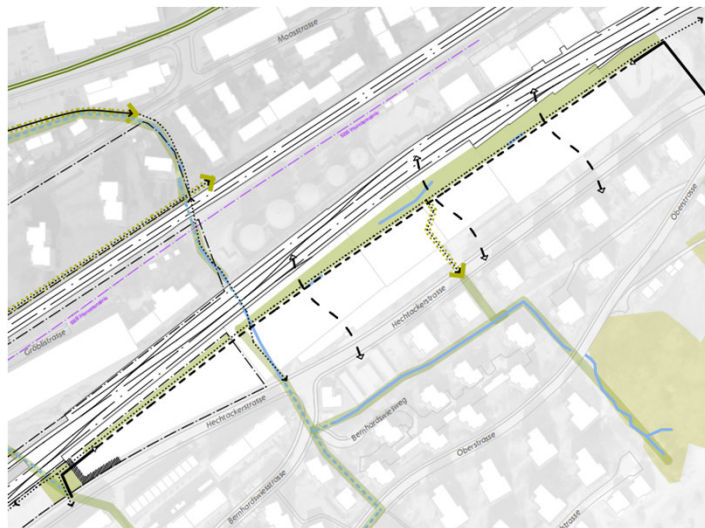 Moosstrasse
Oberstrasse
Gröblistrasse
Hechtackerstrasse
Hechtackerstrasse
Bernhardswiesweg
Oberstrasse
Bernhardswiesstrasse